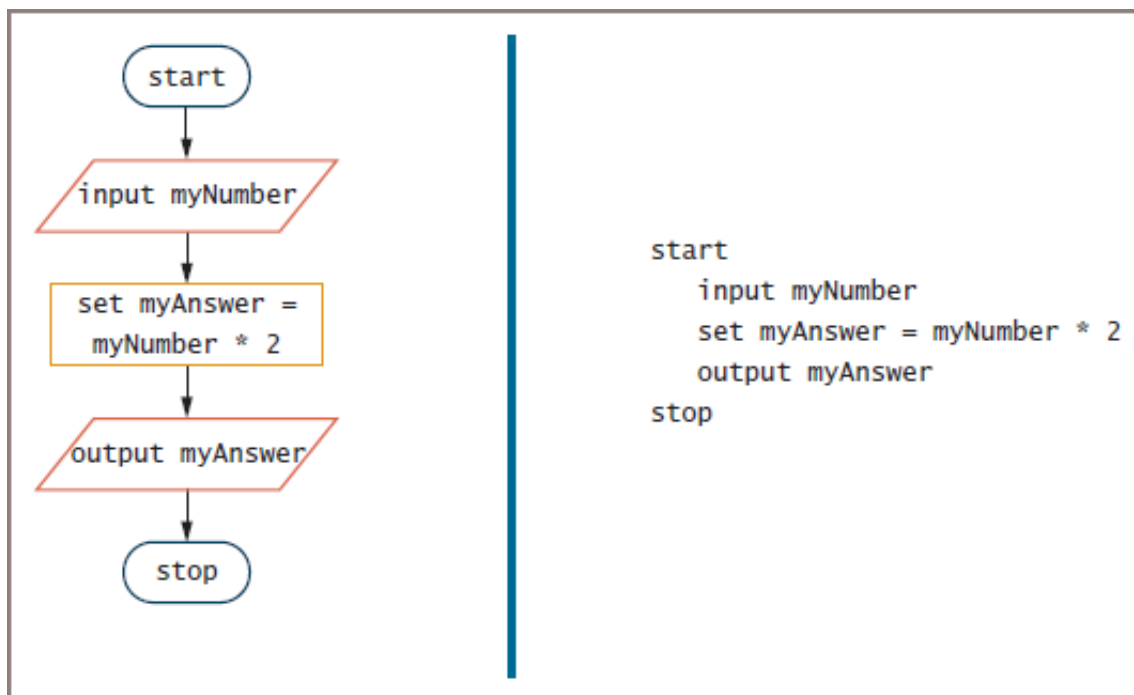 start
input myNumber
set myAnswer =
myNumber * 2
output myAnswer
stop
start
input myNumber
set myAnswer = myNumber * 2
output myAnswer
stop